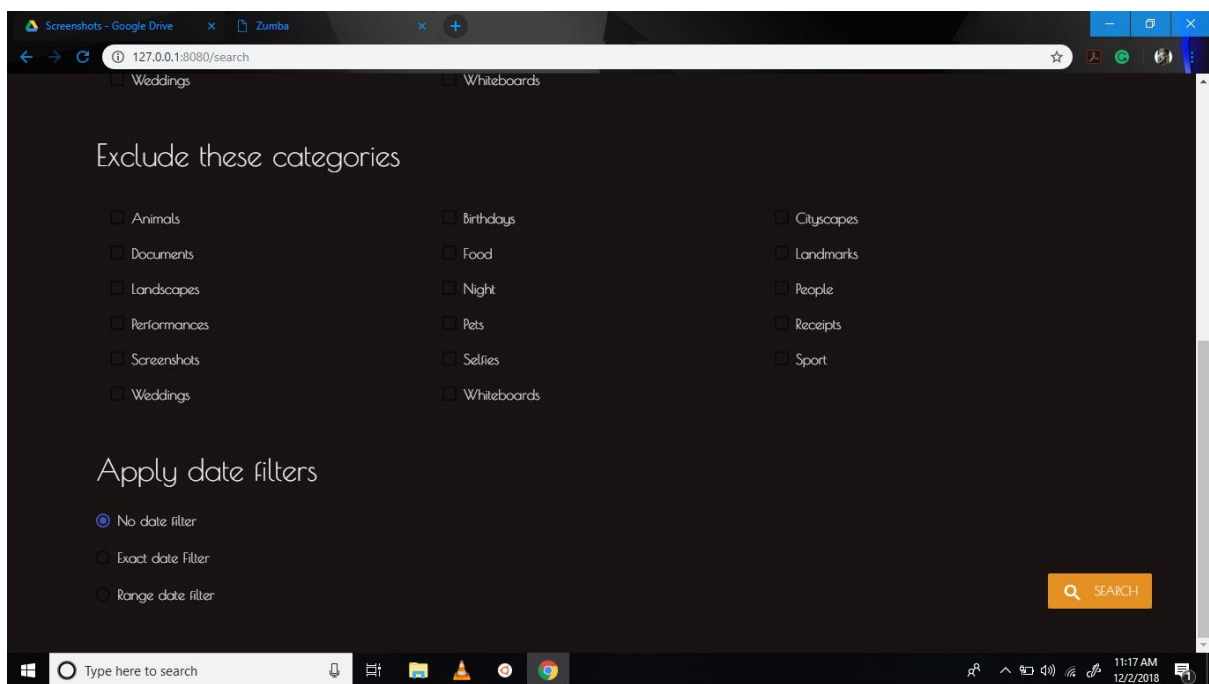 Screenshots - Google Drive
Zumba
127.0.0.1:8080/search
Weddings Whiteboards
Exclude these categories
Animals Birthdays Cityscapes
Documents Food Landmarks
Landscapes Night People
Performances Pets Receipts
Screenshots Selfies Sport
Weddings Whiteboards
Apply date filters
No date filter
Exact date Filter
Range date filter
SEARCH
Type here to search
11:17 AM
12/2/2018
1